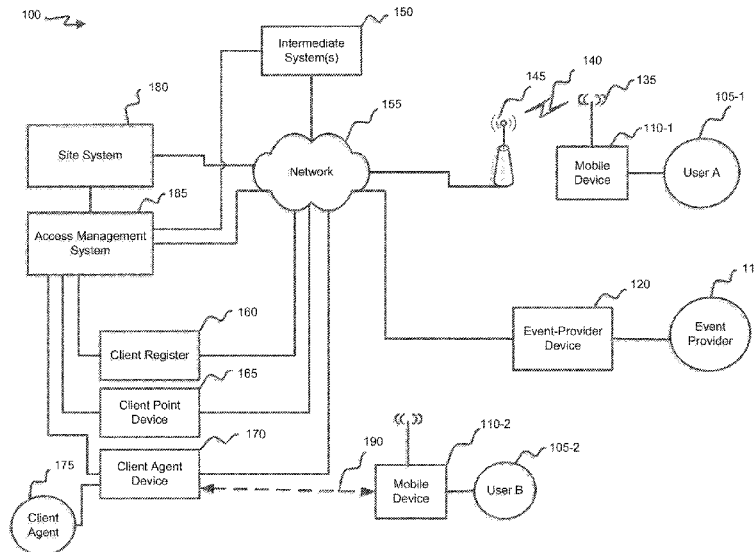 100
150
Intermediate
System(s)
145
140
135
105-1
180
155
110-1
Site System
Network
Mobile
Device
User A
185
Access Management
System
11
120
160
Event-Provider
Device
Event
Provider
Client Register
165
Client Point
Device
170
110-2
190
105-2
175
Client Agent
Device
Mobile
Device
User B
Client
Agent